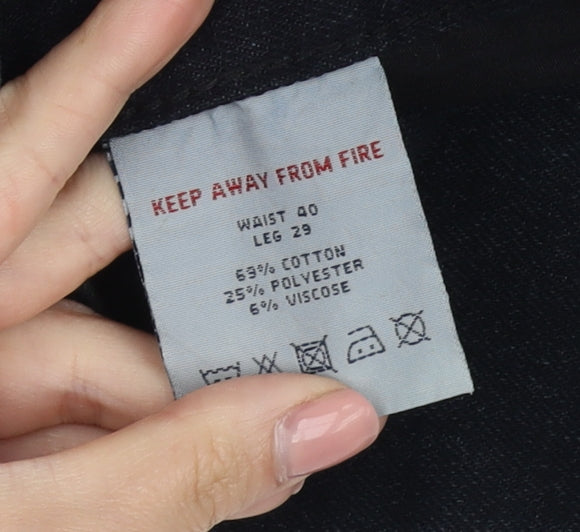 KEEP AWAY FROM FIRE
WAIST 40
LEG 29
69% COTTON
25% POLYESTER
6% VISCOSE